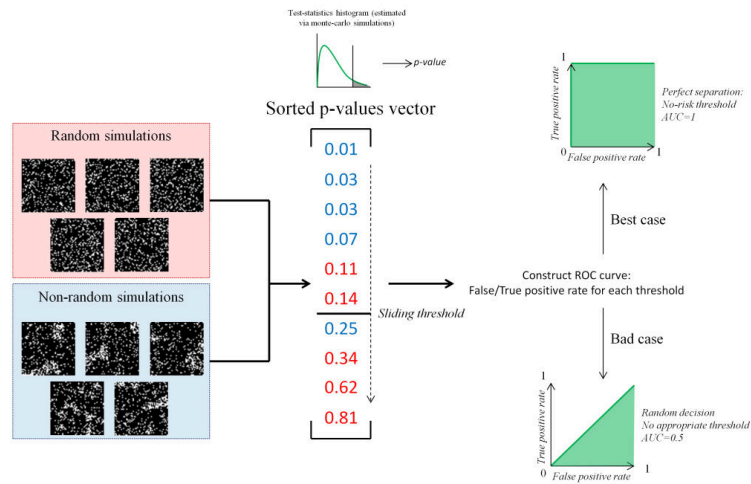 Test-statistics histogram (estimated
via monte-carlo simulations)
p-value
Sorted p-values vector
Random simulations
Non-random simulations
0.01
0.03
0.03
0.07
0.11
0.14
0.25
0.34
0.62
0.81
Sliding threshold
Construct ROC curve:
False/True positive rate for each threshold
Best case
Bad case
1
True positive rate
0
False positive rate
1
Perfect separation:
No-risk threshold
AUC=1
1
True positive rate
0
False positive rate
1
Random decision
No appropriate threshold
AUC=0.5